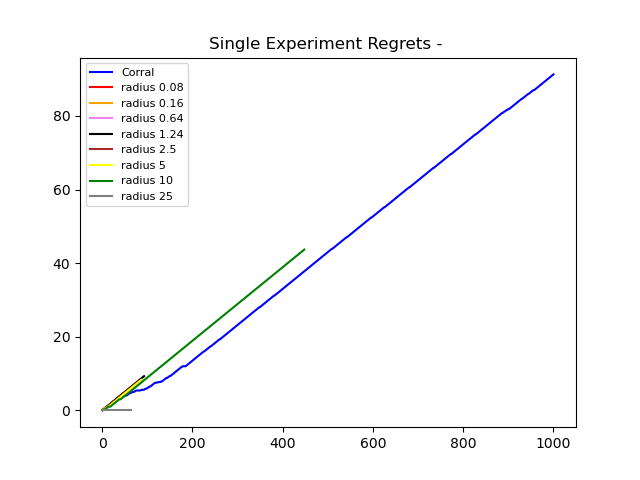 Single Experiment Regrets -
Corral
radius 0.08
radius 0.16
radius 0.64
radius 1.24
radius 2.5
radius 5
radius 10
radius 25
80
60
40
20
0
0 200 400 600 800 1000